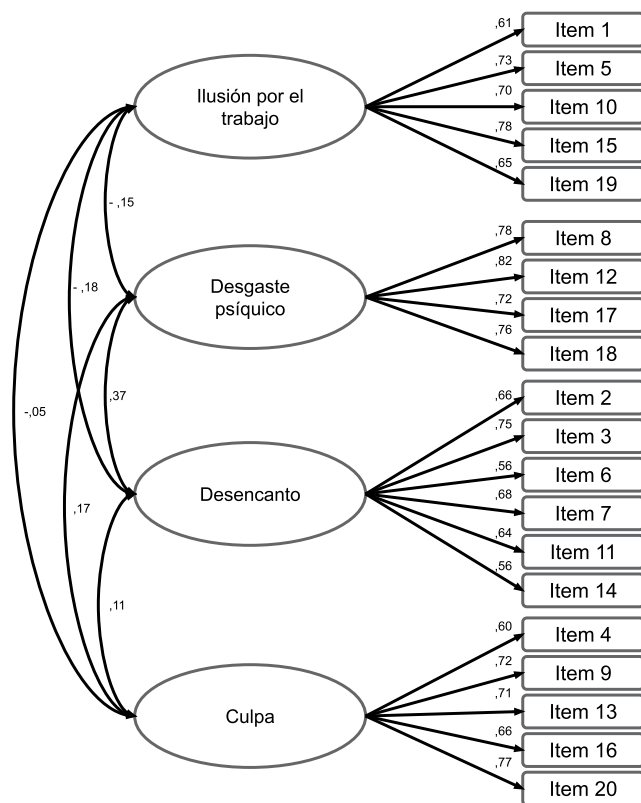 ,61
Item 1
,73
Item 5
Ilusión por el
trabajo
,70
Item 10
,78
Item 15
,65
Item 19
- ,15
,78
Item 8
,82
Item 12
Desgaste
psíquico
,72
Item 17
,76
Item 18
- ,18
,37
-,05
,66
Item 2
,75
Item 3
,56
Item 6
Desencanto
,68
Item 7
,64
Item 11
,56
Item 14
,17
,11
,60
Item 4
,72
Item 9
Culpa
,71
Item 13
,66
Item 16
,77
Item 20